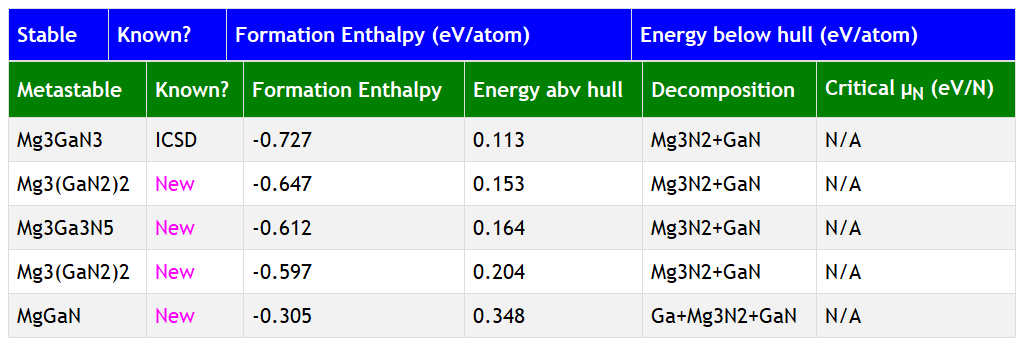 Stable Known? Formation Enthalpy (eV/atom) Energy below hull (eV/atom)
Metastable Known? Formation Enthalpy Energy abv hull Decomposition Critical μN (eV/N)
Mg3GaN3 ICSD -0.727 0.113 Mg3N2+GaN N/A
Mg3(GaN2)2 New -0.647 0.153 Mg3N2+GaN N/A
Mg3Ga3N5 New -0.612 0.164 Mg3N2+GaN N/A
Mg3(GaN2)2 New -0.597 0.204 Mg3N2+GaN N/A
MgGaN New -0.305 0.348 Ga+Mg3N2+GaN N/A